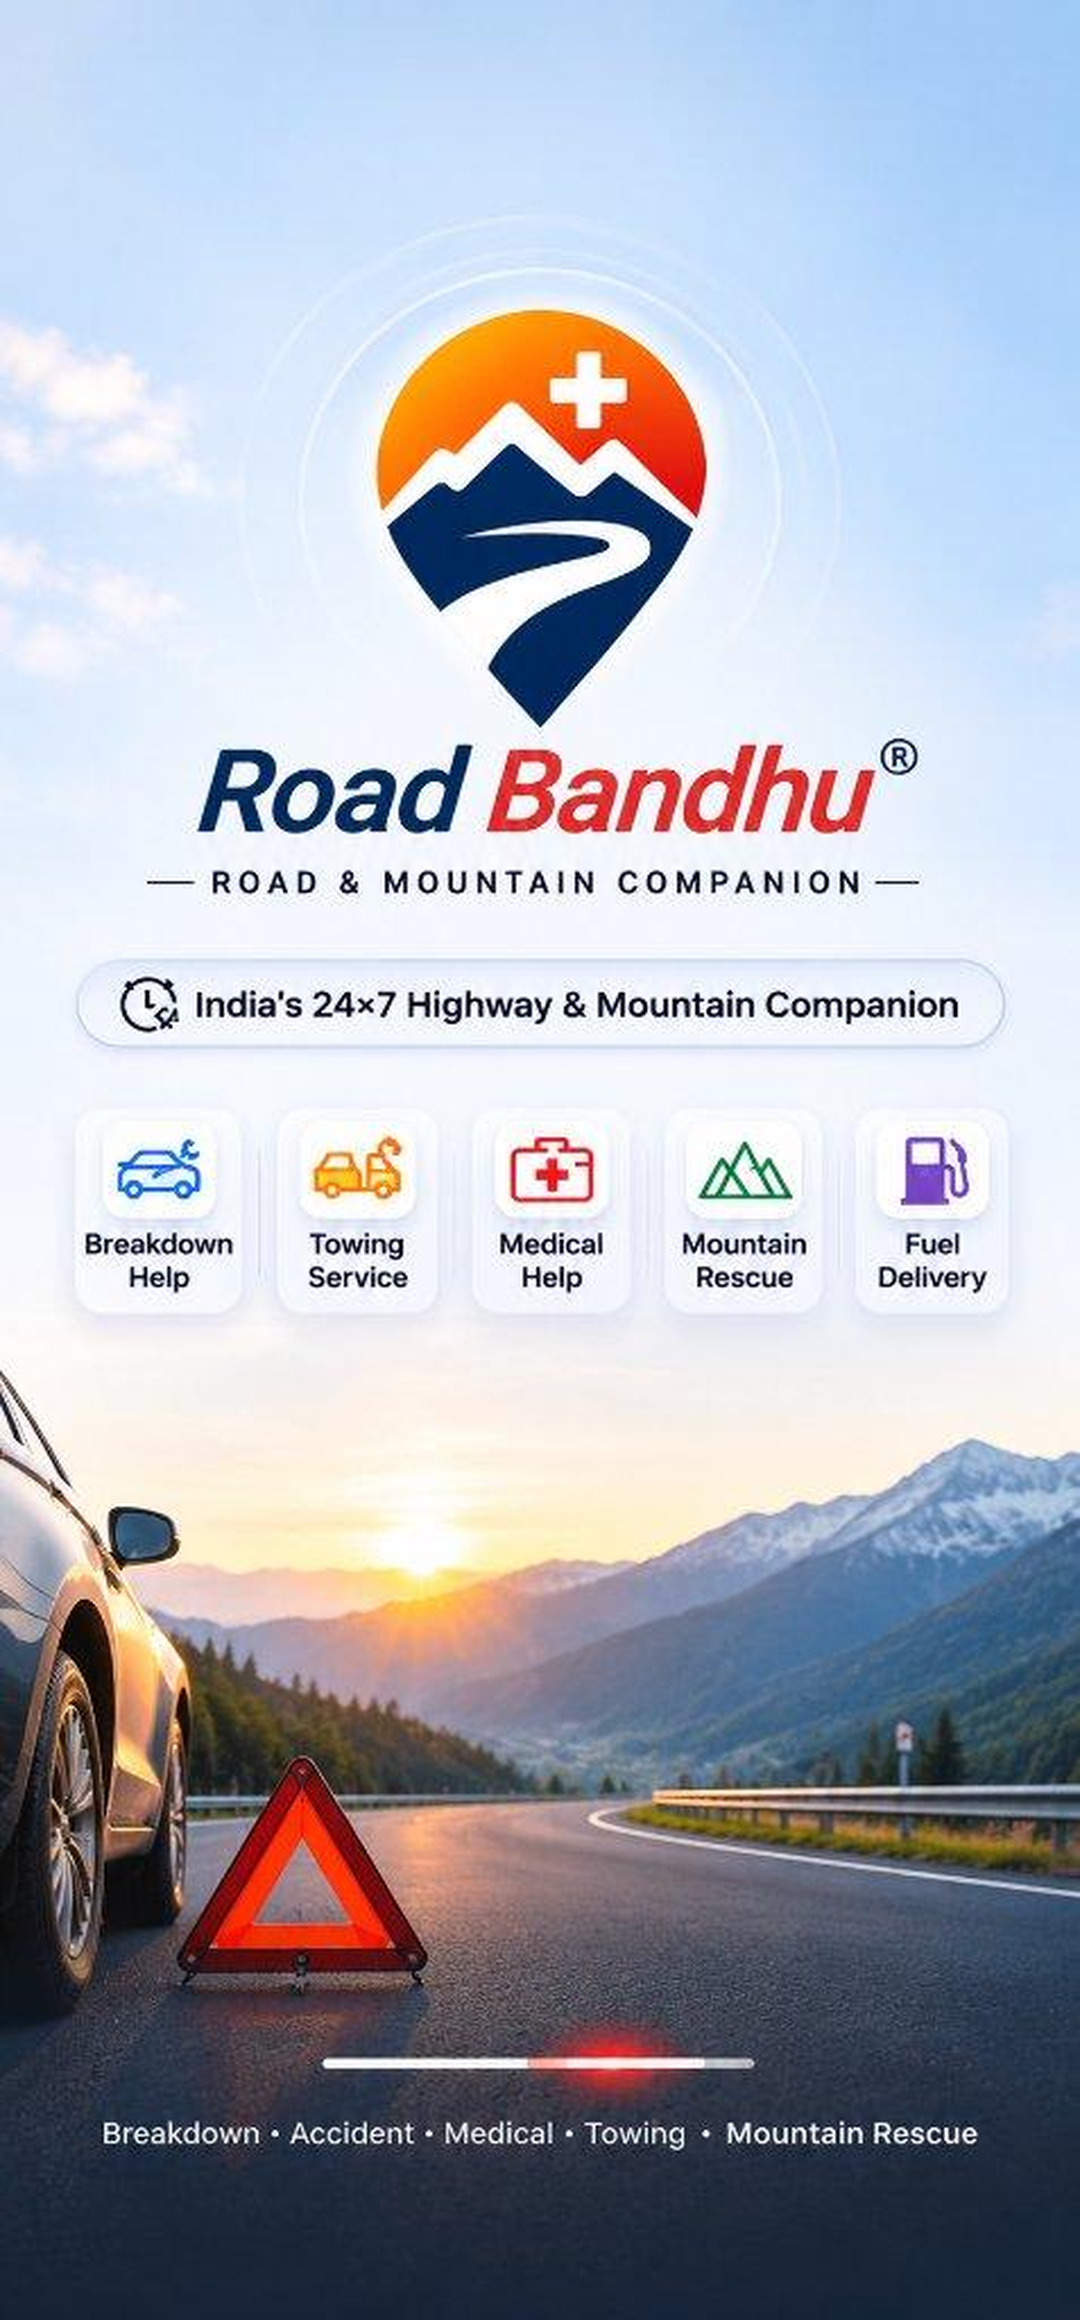 Road Bandhu®
ROAD & MOUNTAIN COMPANION
India's 24×7 Highway & Mountain Companion
Breakdown
Help
Towing
Service
Medical
Help
Mountain
Rescue
Fuel
Delivery
Breakdown • Accident • Medical • Towing • Mountain Rescue